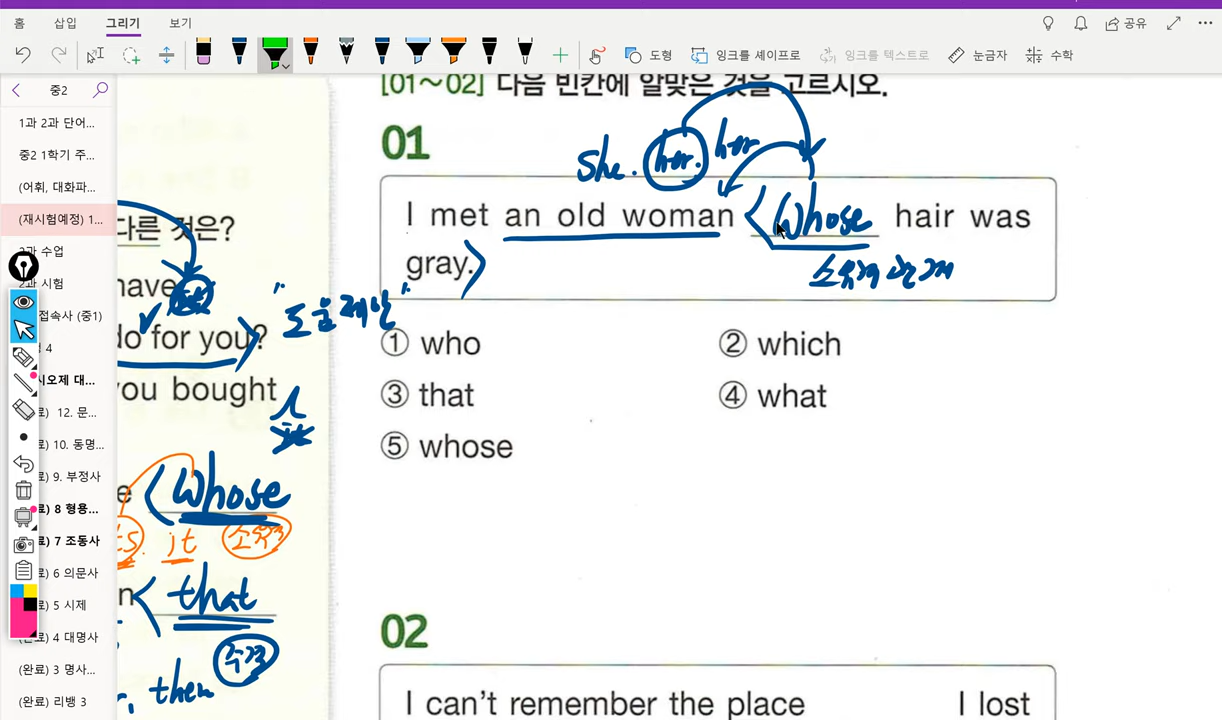 홈 삽입 그리기 보기
공유
도형 잉크를 셰이프로 잉크를 텍스트로 눈금자 수학
중2
1과 2과 단어...
중2 1학기 주...
(어휘, 대화파...
(재시험예정) 1...
2과 수업
2과 시험
접속사 (중1)
4
시오제 대...
료) 12. 문...
료) 10. 동명...
료) 9. 부정사
료) 8 형용...
료) 7 조동사
료) 6 의문사
료) 5 시제
(완료) 4 대명사
(완료) 3 명사...
(완료) 리뱅 3
다른 것은?
have
do for you?
"도움제안"
you bought
e <whose
ts. it 소유격
n< that
주격
them
[01~02] 다음 빈칸에 알맞은 것을 고르시오.
01
she. her. her
I met an old woman <whose hair was
gray.>
소유격 관계
① who ② which
③ that ④ what
⑤ whose
02
I can't remember the place I lost